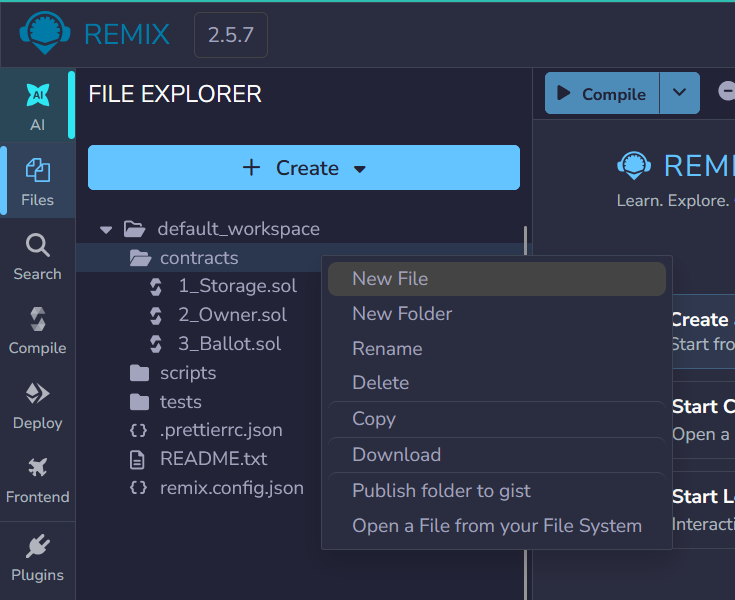 REMIX 2.5.7
AI
AI
Files
Search
Compile
Deploy
Frontend
Plugins
FILE EXPLORER
+ Create
default_workspace
contracts
1_Storage.sol
2_Owner.sol
3_Ballot.sol
scripts
tests
{} .prettierrc.json
README.txt
{} remix.config.json
New File
New Folder
Rename
Delete
Copy
Download
Publish folder to gist
Open a File from your File System
Compile
REM
Learn. Explore.
Create
Start fro
Start C
Open a
Start L
Interacti